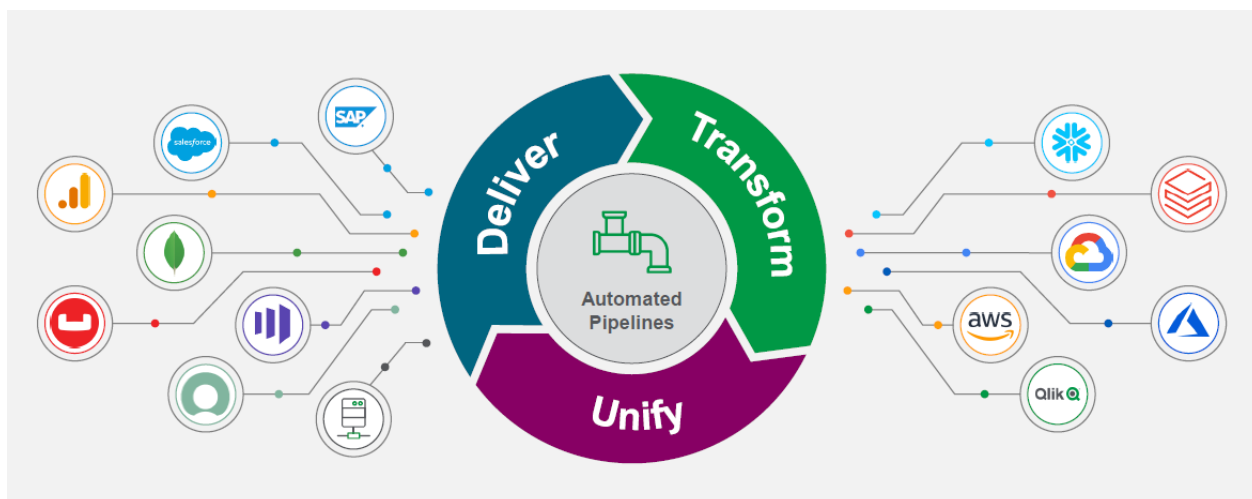 SAP
salesforce
Deliver
Transform
Automated
Pipelines
aws
Unify
Qlik